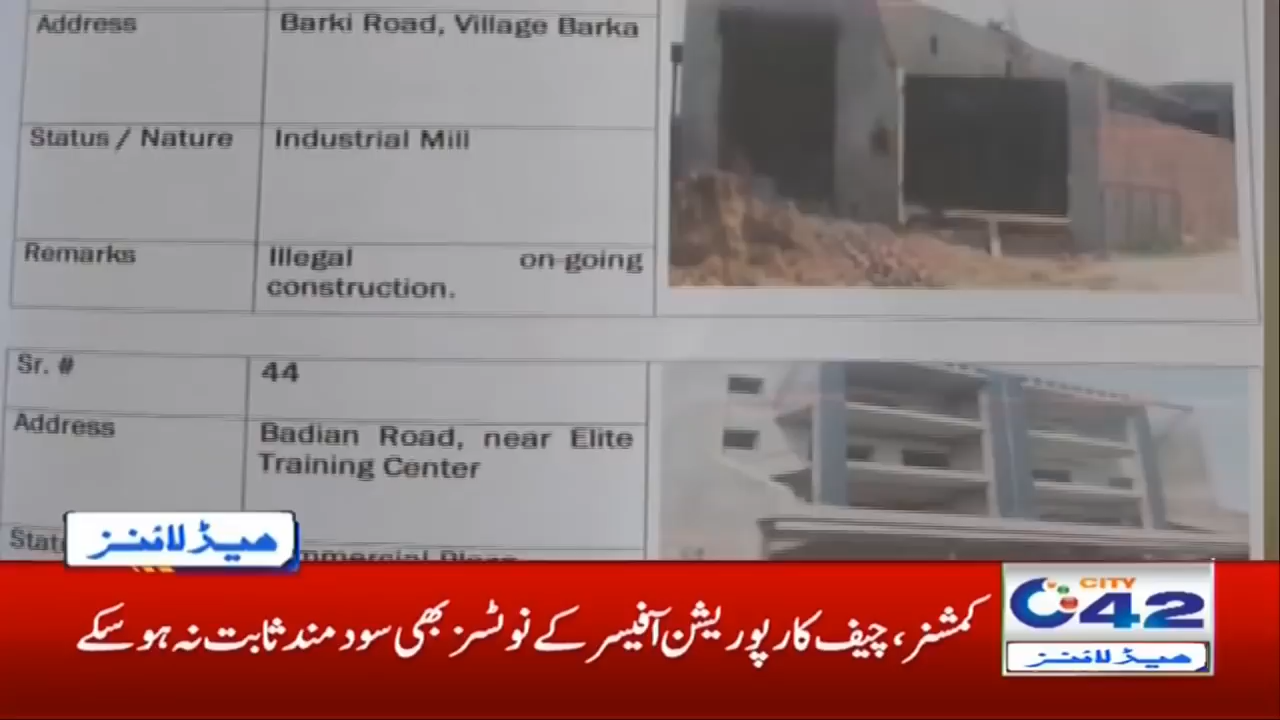 Address Barki Road, Village Barka
Status / Nature Industrial Mill
Remarks Illegal on-going
construction.
Sr. # 44
Address Badian Road, near Elite
Training Center
ہیڈ لائنز
CITY
42
کمشنر، چیف کارپوریشن آفیسر کے نوٹسز بھی سود مند ثابت نہ ہو سکے
ہیڈ لائنز